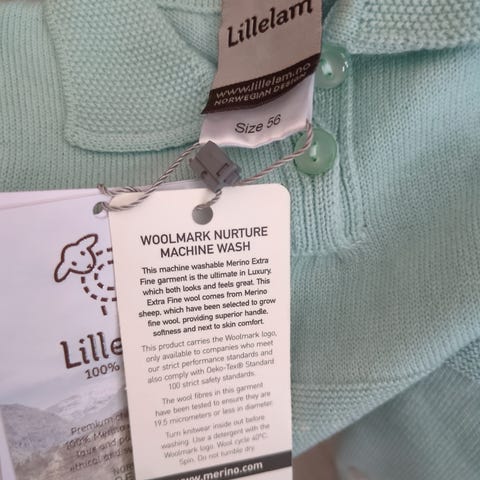 Lillelam
www.lillelam.no
NORWEGIAN DESIGN
Size 56
WOOLMARK NURTURE
MACHINE WASH
This machine washable Merino Extra
Fine garment is the ultimate in Luxury,
which both looks and feels great. This
Extra Fine wool comes from Merino
sheep, which have been selected to grow
fine wool, providing superior handle,
softness and next to skin comfort.
This product carries the Woolmark logo,
only available to companies who meet
our strict performance standards and
also comply with Oeko-Tex® Standard
100 strict safety standards.
The wool fibres in this garment
have been tested to ensure they are
19.5 micrometers or less in diameter.
Turn knitwear inside out before
washing. Use a detergent with the
Woolmark logo. Wool cycle 40°C.
Spin. Do not tumble dry.
www.merino.com
Lille
100%
Premium
100% Merino
love and
ethical and